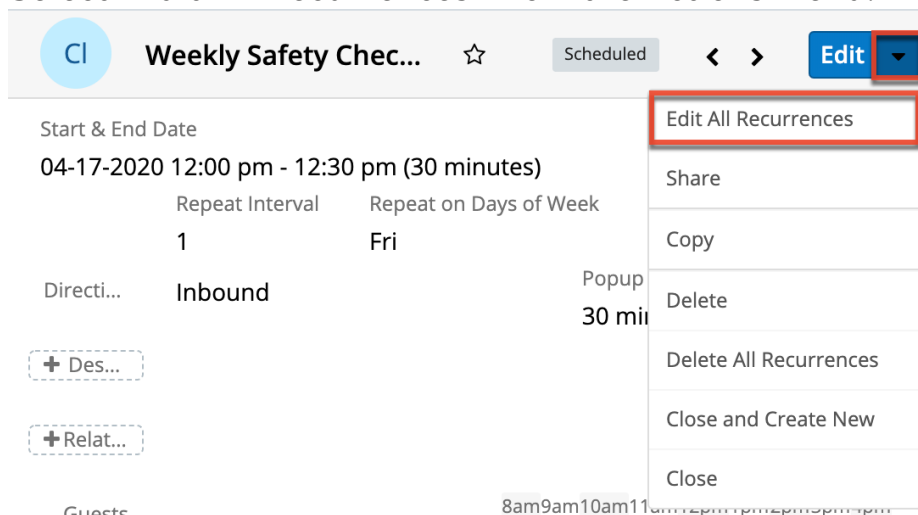 Cl Weekly Safety Chec... Scheduled Edit
Edit All Recurrences
Start & End Date
04-17-2020 12:00 pm - 12:30 pm (30 minutes)
Share
Repeat Interval Repeat on Days of Week
1 Fri
Copy
Directi... Inbound
Popup
30
Delete
+ Des...
Delete All Recurrences
Close and Create New
+Relat...
Close
Guests
8am9am10am